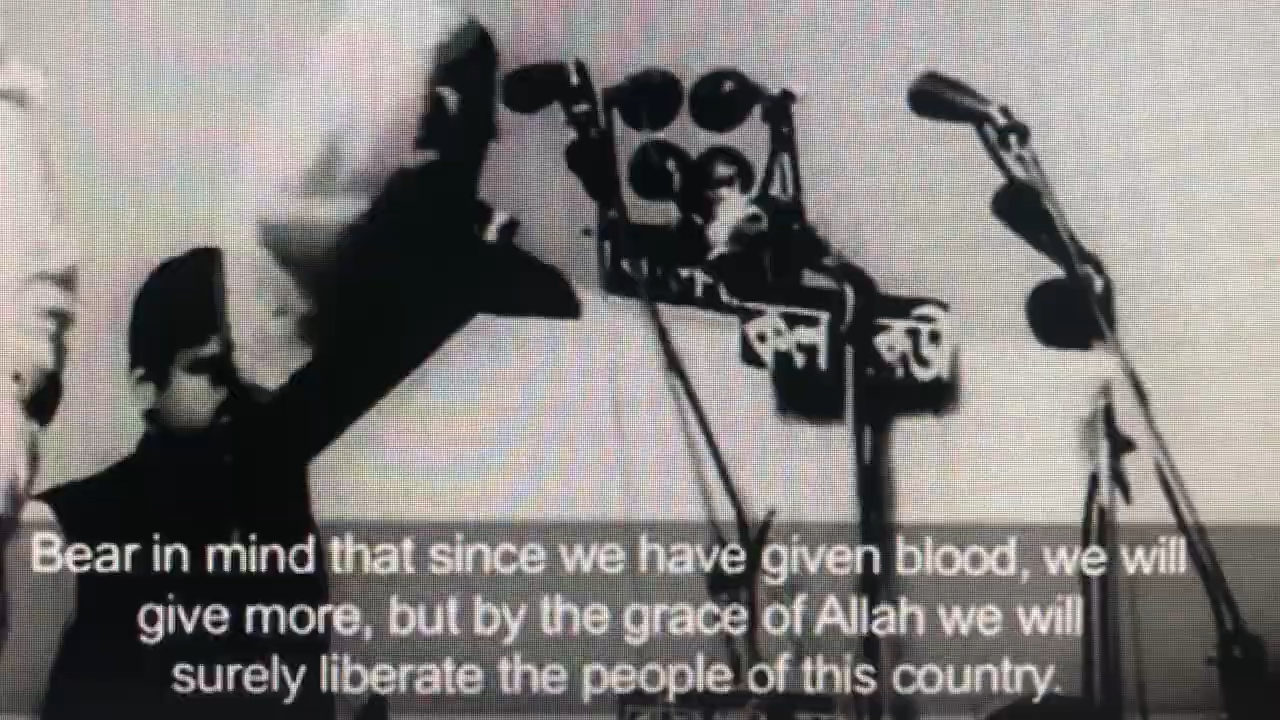 কল
Bear in mind that since we have given blood, we will
give more, but by the grace of Allah we will
surely liberate the people of this country.